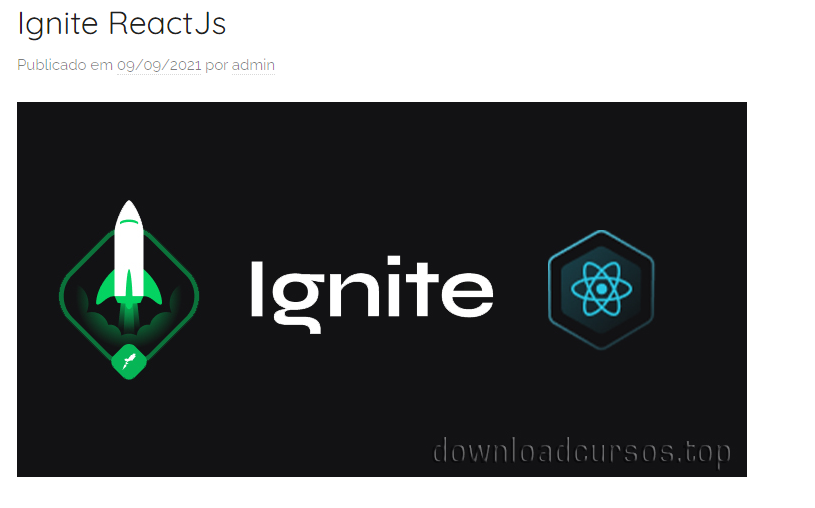 Ignite ReactJs
Publicado em 09/09/2021 por admin
Ignite
downloadcursos.top